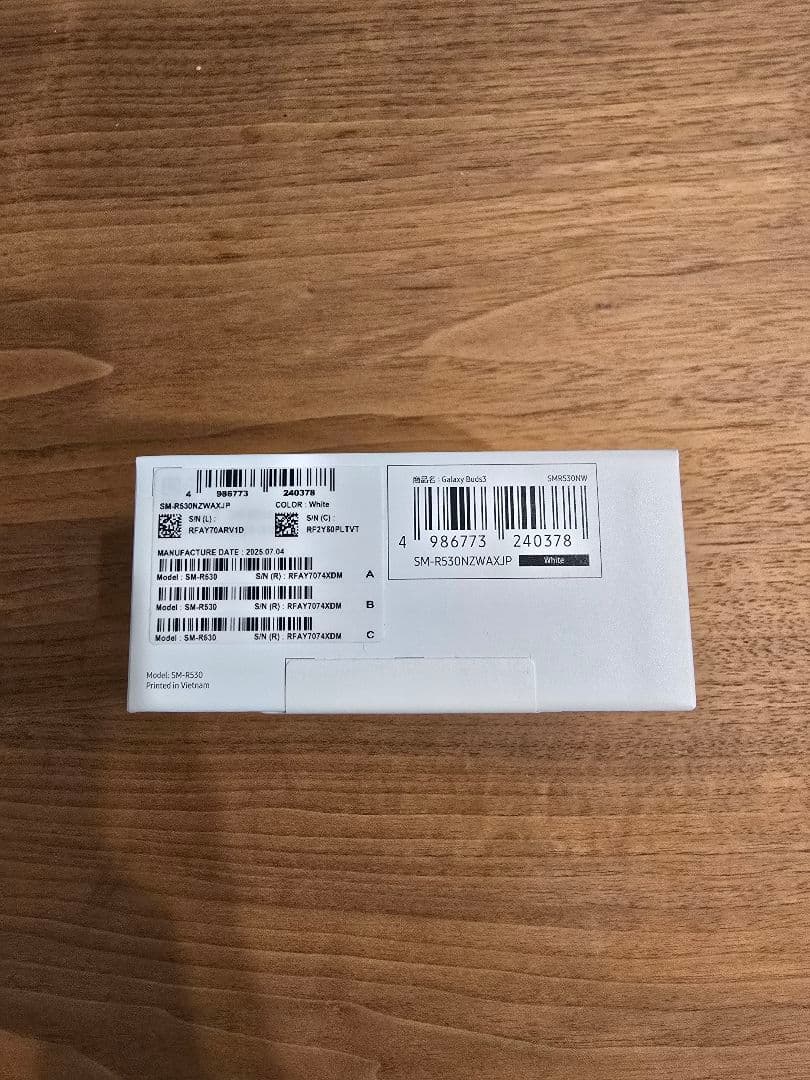 4 986773 240378
SM-R530NZWAXJP COLOR : White
S/N (L) : S/N (C) :
RFAY70ARV1D RF2Y50PLTVT
MANUFACTURE DATE : 2025.07.04
Model : SM-R530 S/N (R) : RFAY7074XDM A
Model : SM-R530 S/N (R) : RFAY7074XDM B
Model : SM-R530 S/N (R) : RFAY7074XDM C
Model: SM-R530
Printed in Vietnam
商品名 : Galaxy Buds3 SMR530NW
4 986773 240378
SM-R530NZWAXJP White